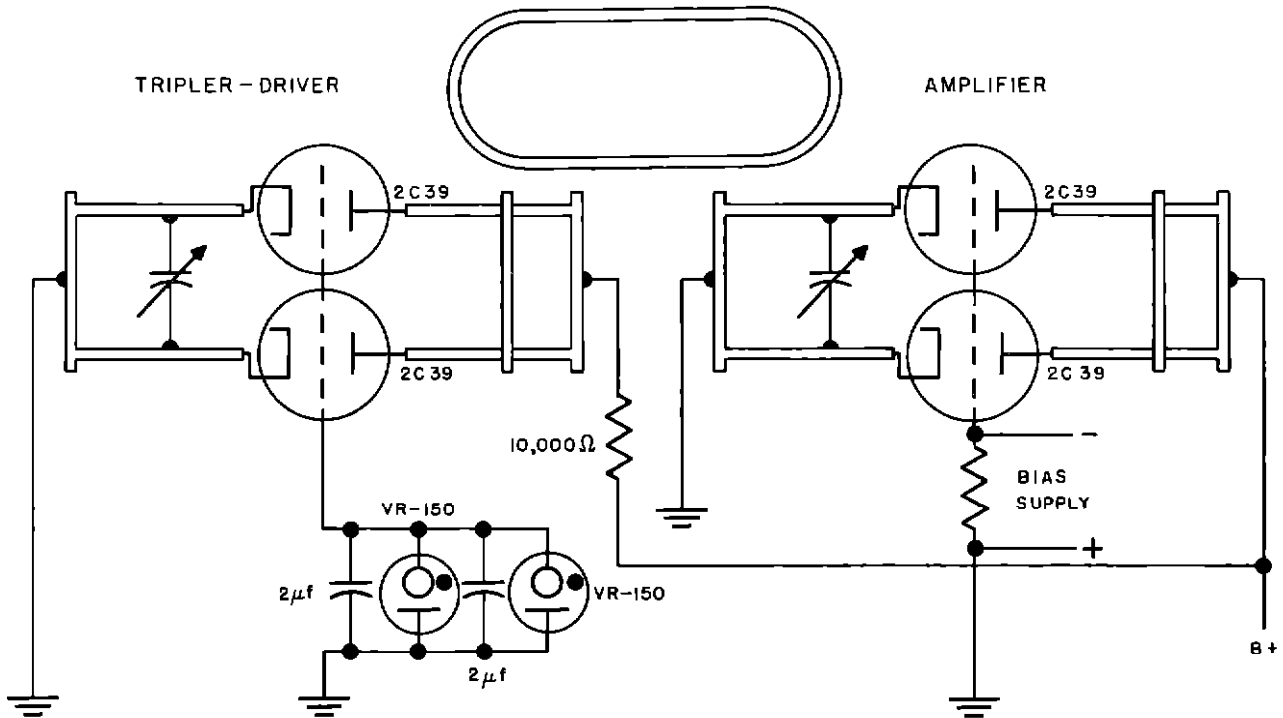 TRIPLER-DRIVER
AMPLIFIER
2C39
2C39
2C39
2C39
10,000Ω
-
BIAS
SUPPLY
+
VR-150
2μf
VR-150
2μf
B+